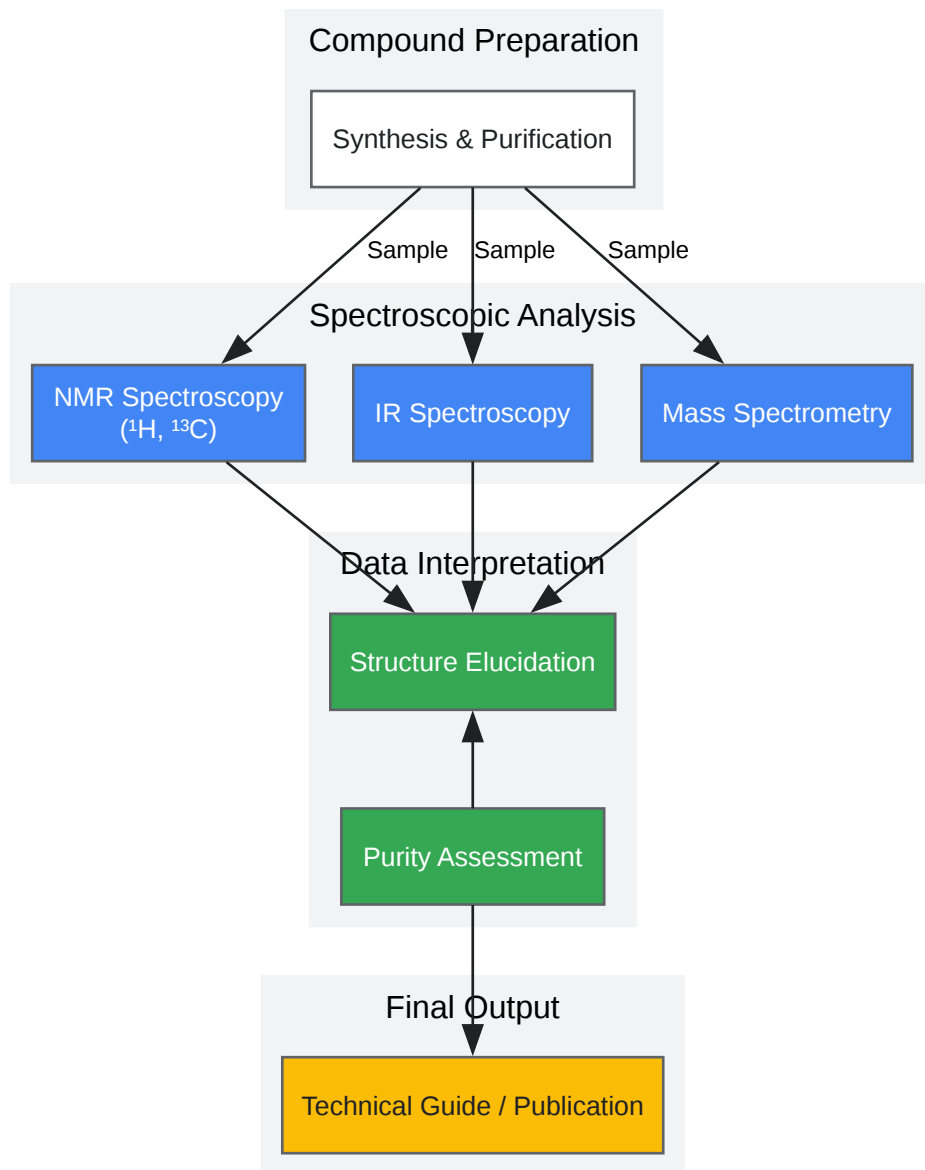 Compound Preparation
Synthesis & Purification
Sample
Sample
Sample
Spectroscopic Analysis
NMR Spectroscopy
(¹H, ¹³C)
IR Spectroscopy
Mass Spectrometry
Data Interpretation
Structure Elucidation
Purity Assessment
Final Output
Technical Guide / Publication